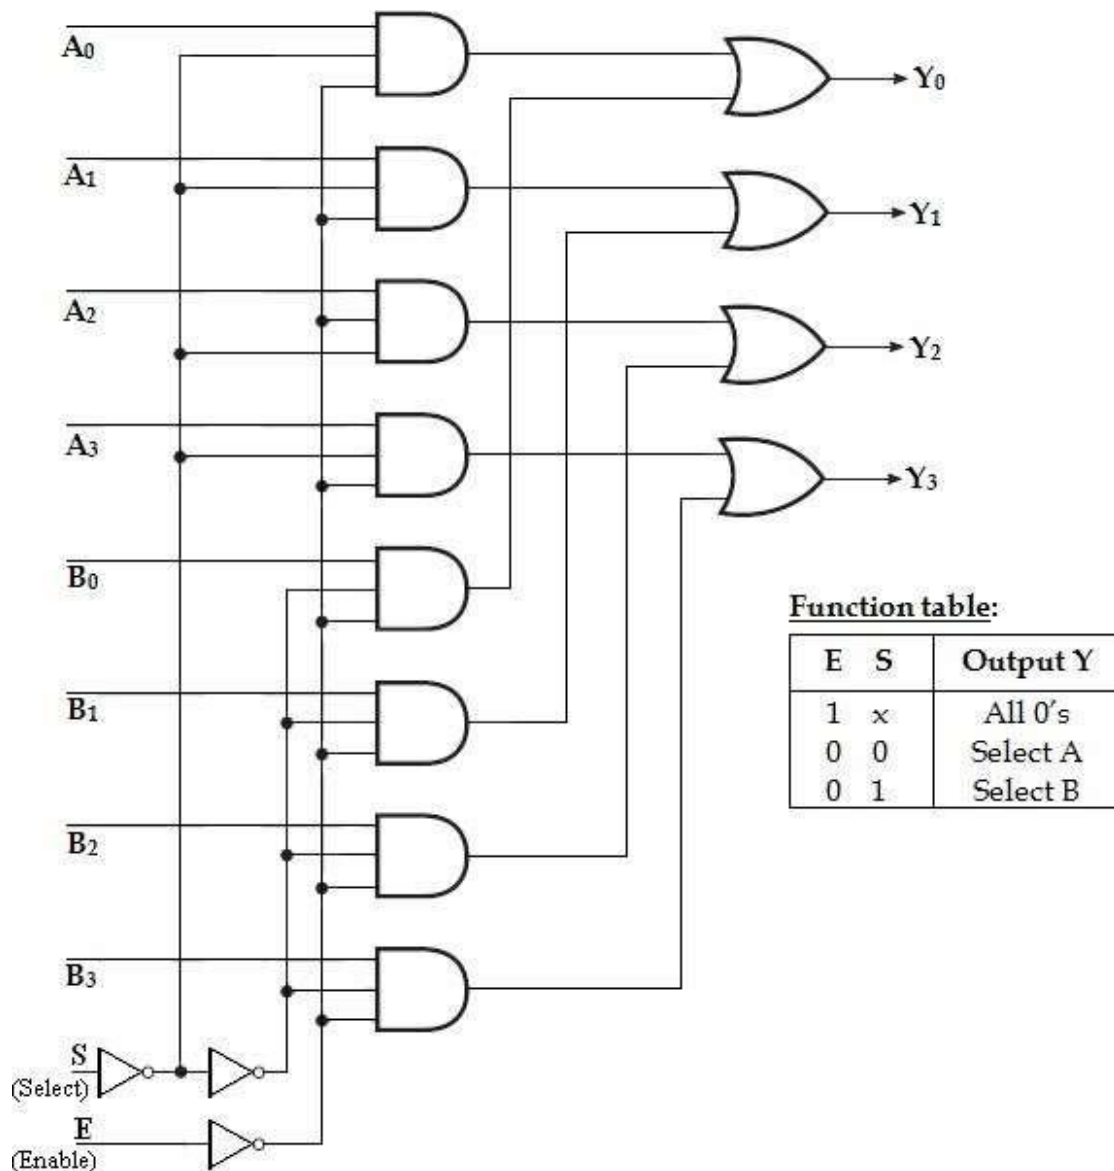 A0
Y0
A1
Y1
A2
Y2
A3
Y3
B0
Function table:
E S Output Y
1 x All 0's
0 0 Select A
0 1 Select B
B1
B2
B3
S
(Select)
E
(Enable)